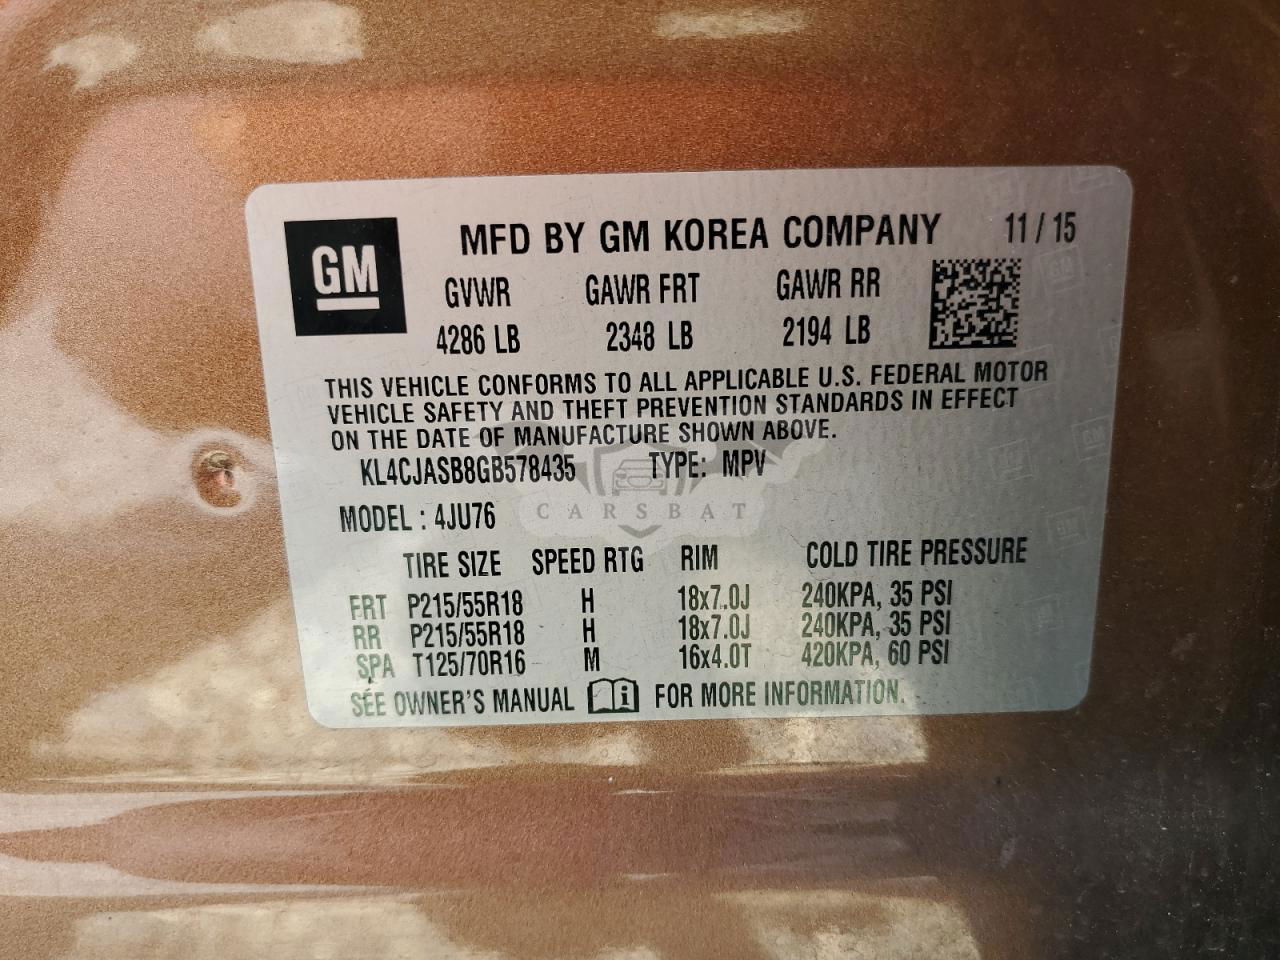 GM
MFD BY GM KOREA COMPANY 11 / 15
GVWR GAWR FRT GAWR RR
4286 LB 2348 LB 2194 LB
THIS VEHICLE CONFORMS TO ALL APPLICABLE U.S. FEDERAL MOTOR
VEHICLE SAFETY AND THEFT PREVENTION STANDARDS IN EFFECT
ON THE DATE OF MANUFACTURE SHOWN ABOVE.
KL4CJASB8GB578435 TYPE: MPV
CARSBAT
MODEL : 4JU76
TIRE SIZE SPEED RTG RIM COLD TIRE PRESSURE
FRT P215/55R18 H 18x7.0J 240KPA, 35 PSI
RR P215/55R18 H 18x7.0J 240KPA, 35 PSI
SPA T125/70R16 M 16x4.0T 420KPA, 60 PSI
SEE OWNER'S MANUAL i FOR MORE INFORMATION.